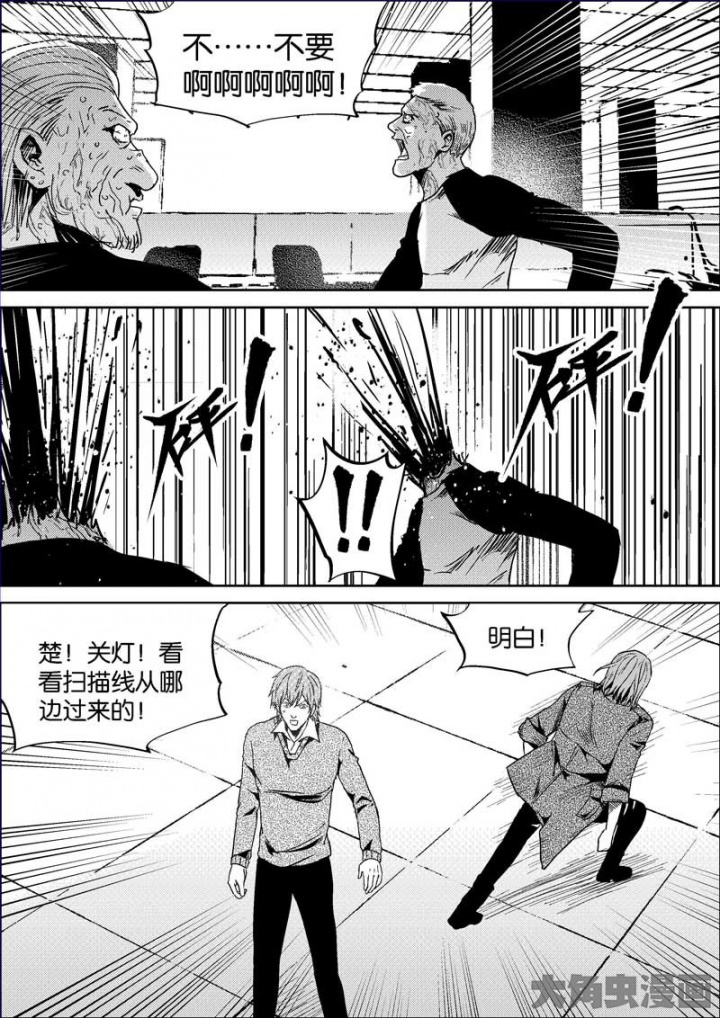 不……不要
啊啊啊啊啊！
砰！
砰！
！！
楚！关灯！看
看扫描线从哪
边过来的！
明白！
大角虫漫画